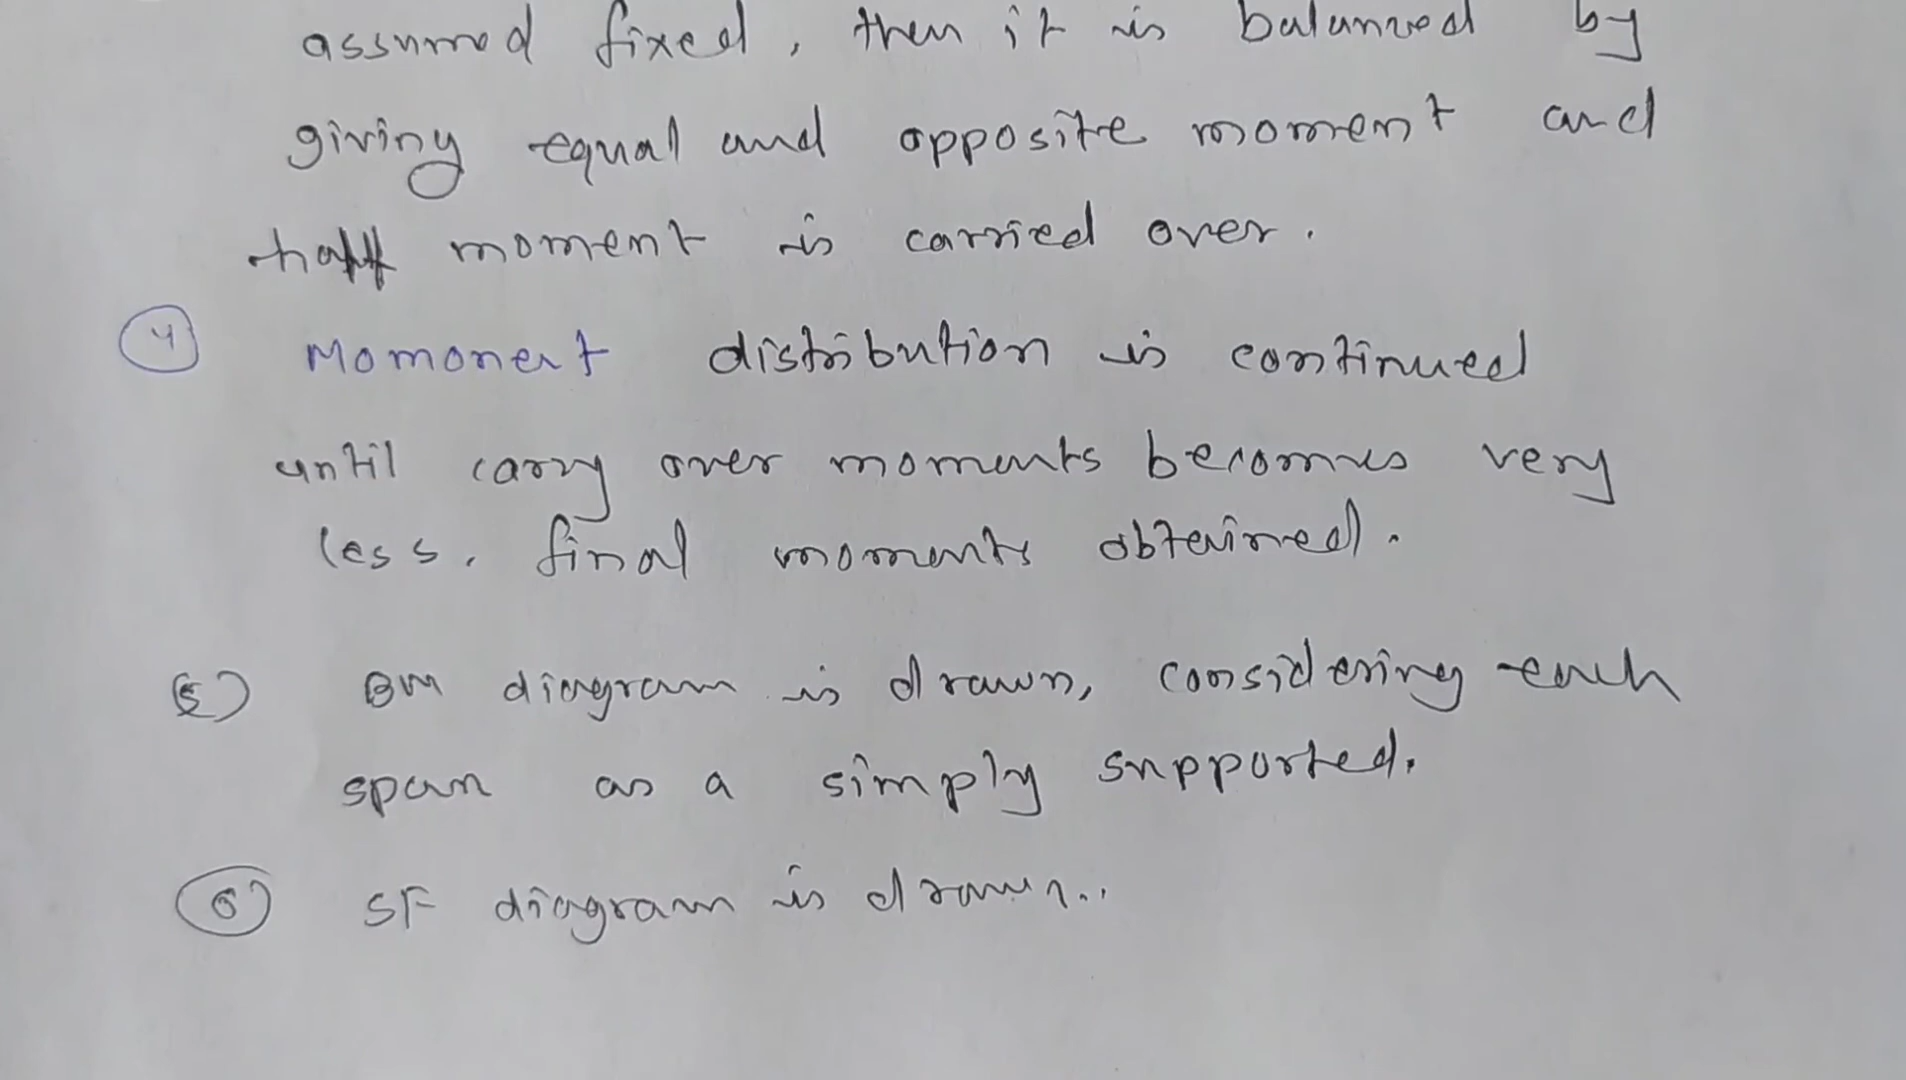 assumed fixed, then it is balanced by
giving equal and opposite moment and
half moment is carried over.
4 Momonent distribution is continued
until carry over moments becomes very
less. final moments obtained.
5) BM diagram is drawn, considering each
span as a simply supported.
6) SF diagram is drawn..